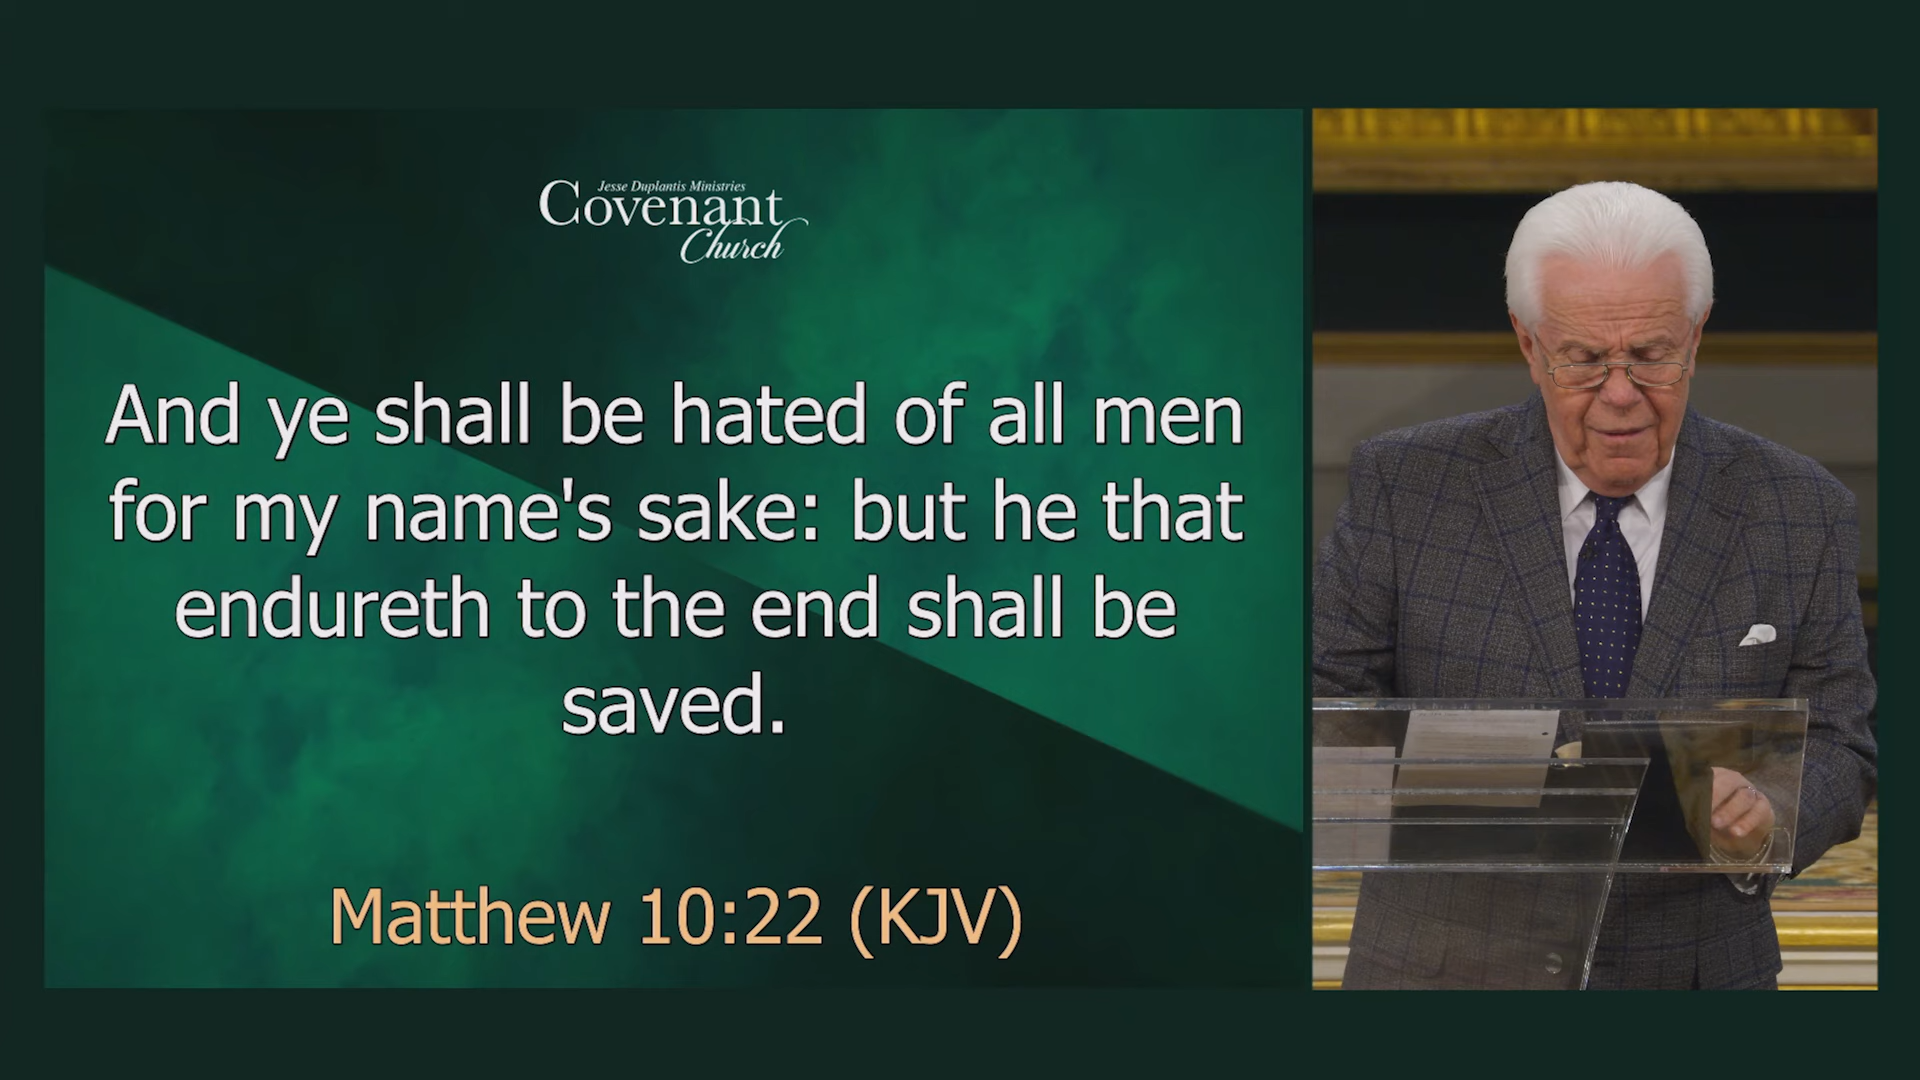 Jesse Duplantis Ministries
Covenant
Church
And ye shall be hated of all men
for my name's sake: but he that
endureth to the end shall be
saved.
Matthew 10:22 (KJV)